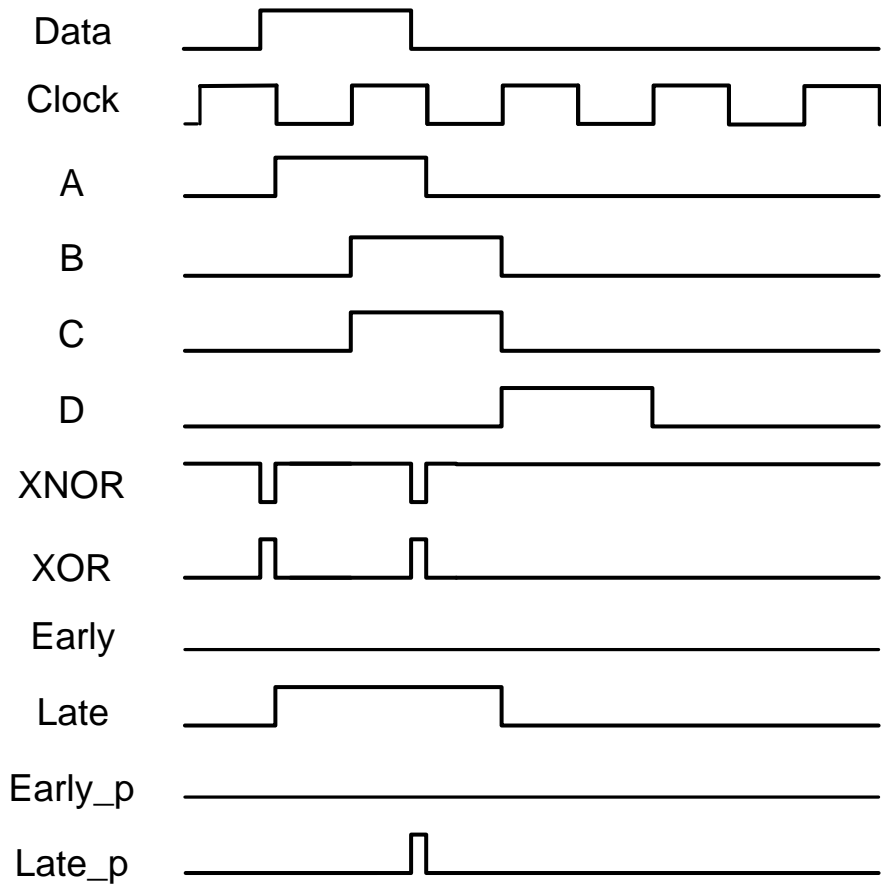 Data
Clock
A
B
C
D
XNOR
XOR
Early
Late
Early_p
Late_p